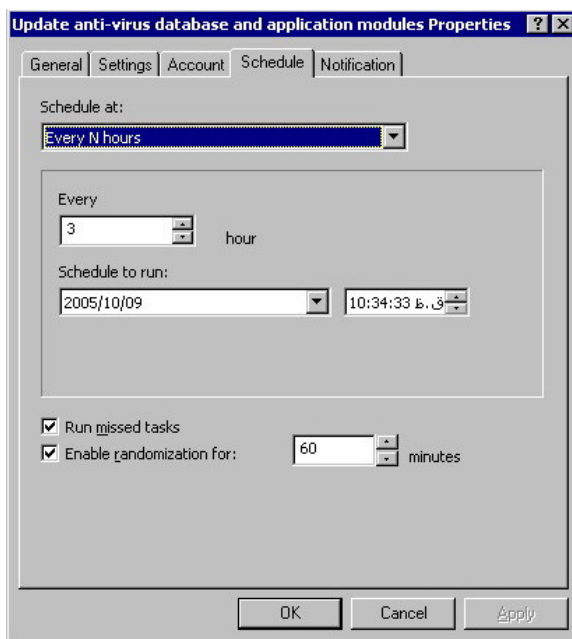 Update anti-virus database and application modules Properties
General Settings Account Schedule Notification
Schedule at:
Every N hours
Every
3 hour
Schedule to run:
2005/10/09 10:34:33 ق.ظ
Run missed tasks
Enable randomization for: 60 minutes
OK Cancel Apply